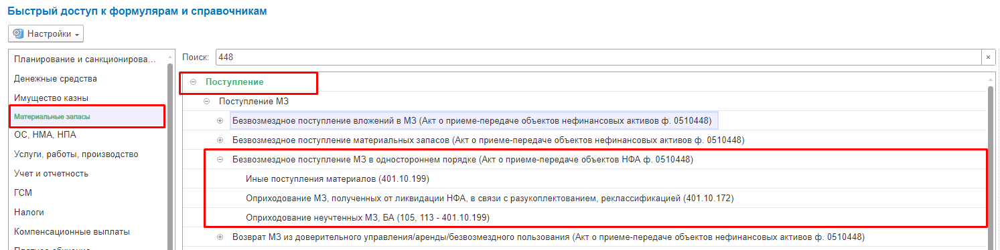 Быстрый доступ к формулярам и справочникам
Настройки
Планирование и санкционирова...
Денежные средства
Имущество казны
Материальные запасы
ОС, НМА, НПА
Услуги, работы, производство
Учет и отчетность
ГСМ
Налоги
Компенсационные выплаты
Поиск: 448
Поступление
Поступление МЗ
Безвозмездное поступление вложений в МЗ (Акт о приеме-передаче объектов нефинансовых активов ф. 0510448)
Безвозмездное поступление материальных запасов (Акт о приеме-передаче объектов нефинансовых активов ф. 0510448)
Безвозмездное поступление МЗ в одностороннем порядке (Акт о приеме-передаче объектов НФА ф. 0510448)
Иные поступления материалов (401.10.199)
Оприходование МЗ, полученных от ликвидации НФА, в связи с разукоплектованием, реклассификацией (401.10.172)
Оприходование неучтенных МЗ, БА (105, 113 - 401.10.199)
Возврат МЗ из доверительного управления/аренды/безвозмездного пользования (Акт о приеме-передаче объектов нефинансовых активов ф. 0510448)